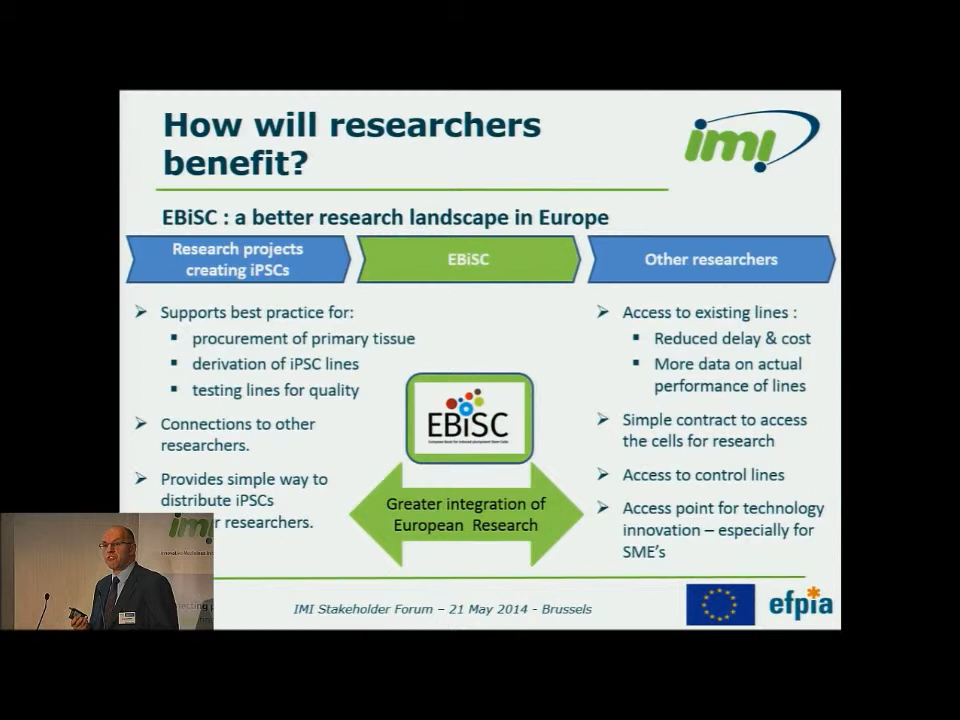 How will researchers
benefit?
imi
EBiSC : a better research landscape in Europe
Research projects
creating iPSCs
EBiSC
Other researchers
Supports best practice for:
procurement of primary tissue
derivation of iPSC lines
testing lines for quality
Connections to other
researchers.
Provides simple way to
distribute iPSCs
researchers.
EBiSC
Greater integration of
European Research
Access to existing lines :
Reduced delay & cost
More data on actual
performance of lines
Simple contract to access
the cells for research
Access to control lines
Access point for technology
innovation – especially for
SME's
imi
IMI Stakeholder Forum – 21 May 2014 - Brussels
efpia